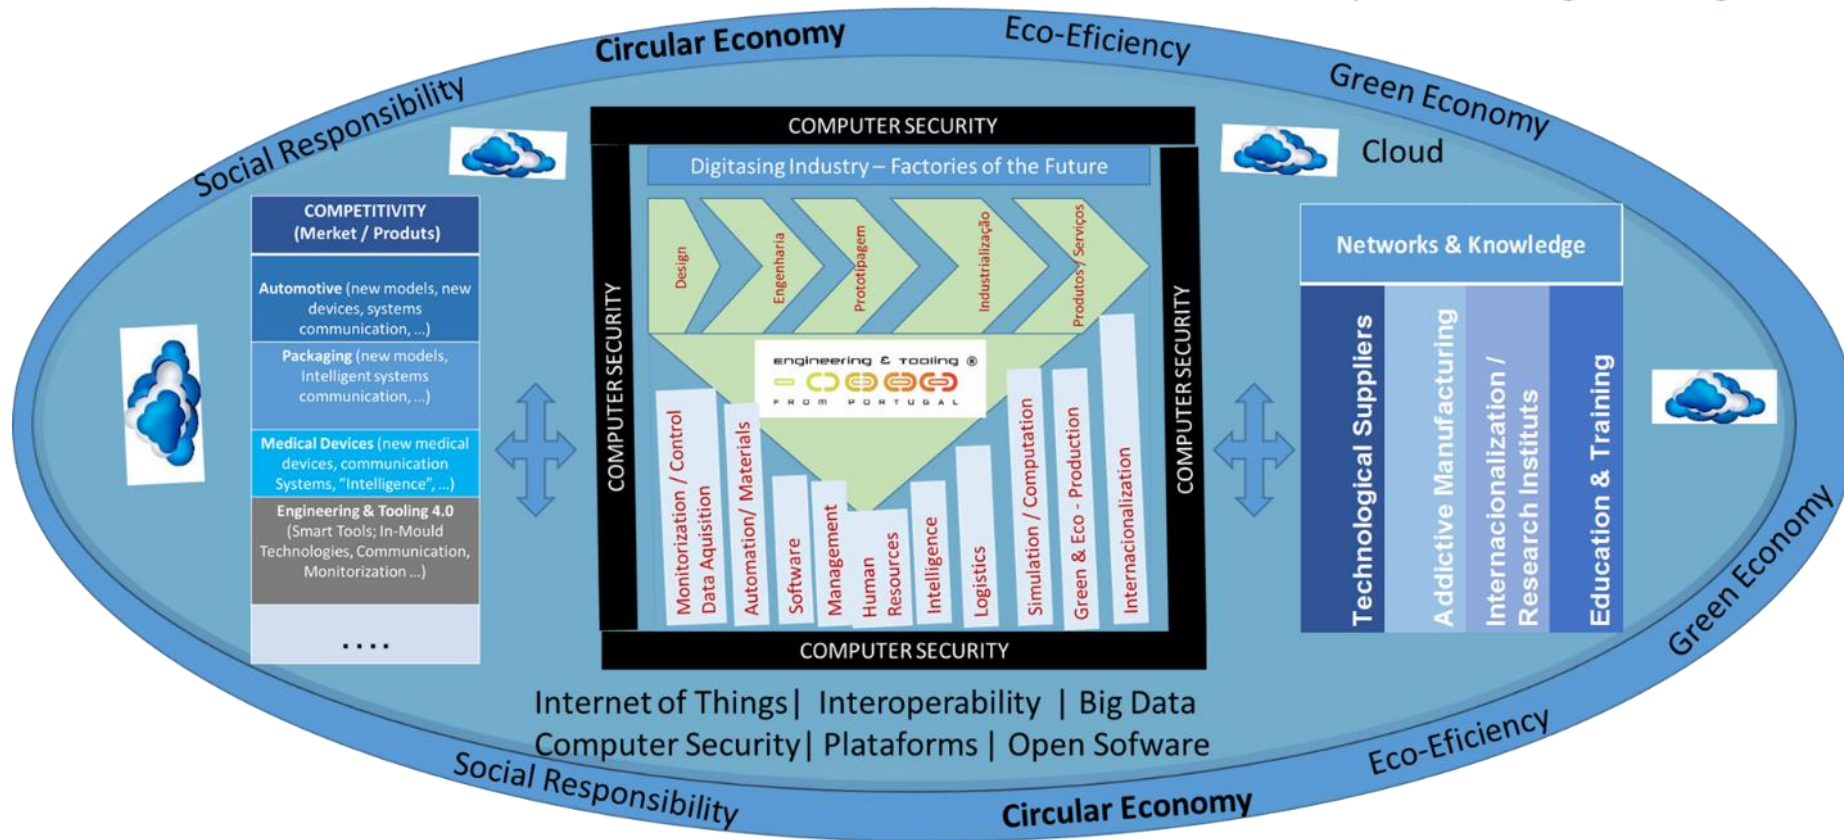 Circular Economy
Eco-Eficiency
Green Economy
Social Responsibility
Cloud
COMPUTER SECURITY
Digitasing Industry – Factories of the Future
COMPUTER SECURITY
COMPUTER SECURITY
Design
Engenharia
Prototipagem
Industrialização
Produtos / Serviços
engineering & tooling ®
FROM PORTUGAL
Monitorization / Control
Data Aquisition
Automation/ Materials
Software
Management
Human
Resources
Intelligence
Logistics
Simulation / Computation
Green & Eco - Production
Internacionalization
COMPUTER SECURITY
COMPETITIVITY
(Merket / Produts)
Automotive (new models, new
devices, systems
communication, ...)
Packaging (new models,
Intelligent systems
communication, ...)
Medical Devices (new medical
devices, communication
Systems, “Intelligence”, ...)
Engineering & Tooling 4.0
(Smart Tools; In-Mould
Technologies, Communication,
Monitorization ...)
....
Networks & Knowledge
Technological Suppliers
Addictive Manufacturing
Internacionalization /
Research Instituts
Education & Training
Internet of Things| Interoperability | Big Data
Computer Security| Plataforms | Open Sofware
Green Economy
Eco-Eficiency
Circular Economy
Social Responsibility